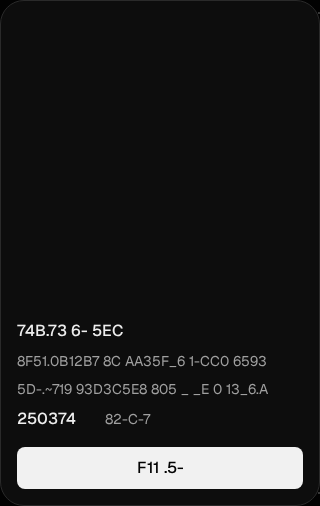 74B.73 6- 5EC
8F51.0B12B7 8C AA35F_6 1-CC0 6593
5D-.~719 93D3C5E8 805 _ _E 0 13_6.A
250374 82-C-7
F11 .5-